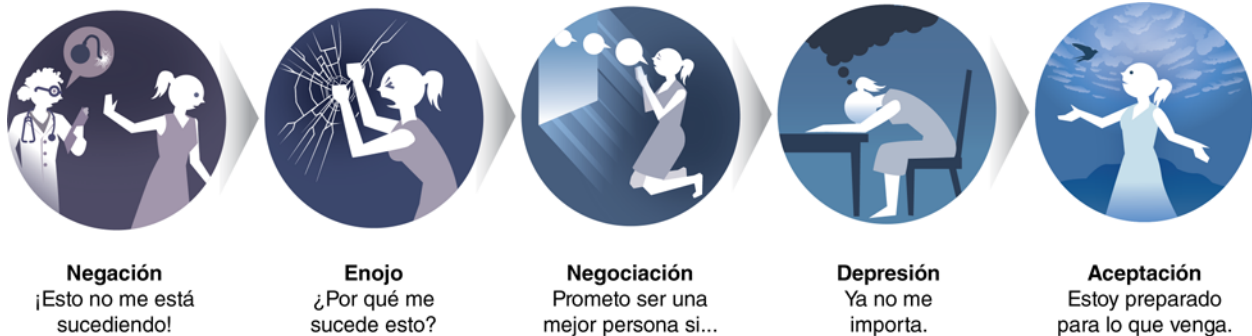 Negación
¡Esto no me está
sucediendo!
Enojo
¿Por qué me
sucede esto?
Negociación
Prometo ser una
mejor persona si...
Depresión
Ya no me
importa.
Aceptación
Estoy preparado
para lo que venga.